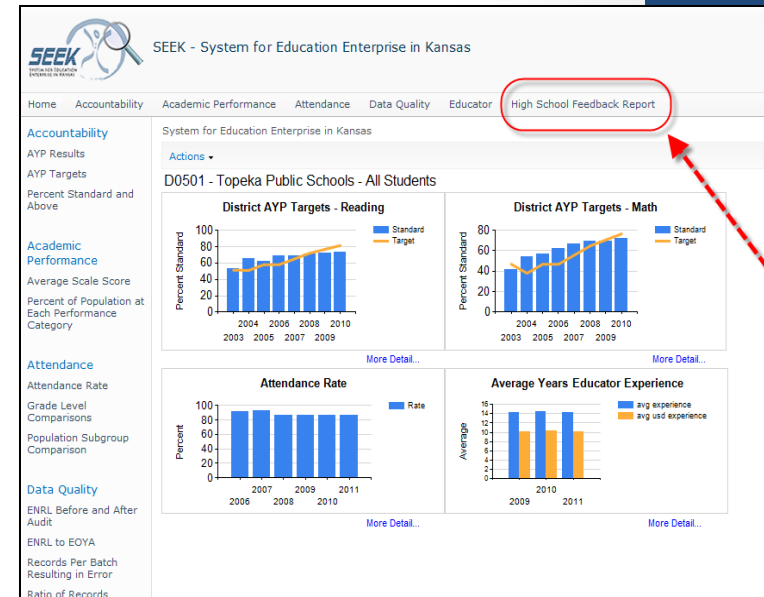 SEEK
SYSTEM FOR EDUCATION
ENTERPRISE IN KANSAS
SEEK - System for Education Enterprise in Kansas
Home Accountability Academic Performance Attendance Data Quality Educator High School Feedback Report
Accountability
AYP Results
AYP Targets
Percent Standard and
Above
Academic
Performance
Average Scale Score
Percent of Population at
Each Performance
Category
Attendance
Attendance Rate
Grade Level
Comparisons
Population Subgroup
Comparison
Data Quality
ENRL Before and After
Audit
ENRL to EOYA
Records Per Batch
Resulting in Error
Ratio of Records
System for Education Enterprise in Kansas
Actions
D0501 - Topeka Public Schools - All Students
District AYP Targets - Reading
Percent Standard
100
80
60
40
20
0
Standard
Target
2004 2006 2008 2010
2003 2005 2007 2009
More Detail...
District AYP Targets - Math
Percent Standard
80
60
40
20
0
Standard
Target
2004 2006 2008 2010
2003 2005 2007 2009
More Detail...
Attendance Rate
Percent
100
80
60
40
20
0
Rate
2007 2009 2011
2006 2008 2010
More Detail...
Average Years Educator Experience
Average
16
14
12
10
8
6
4
2
0
avg experience
avg usd experience
2010
2009 2011
More Detail...